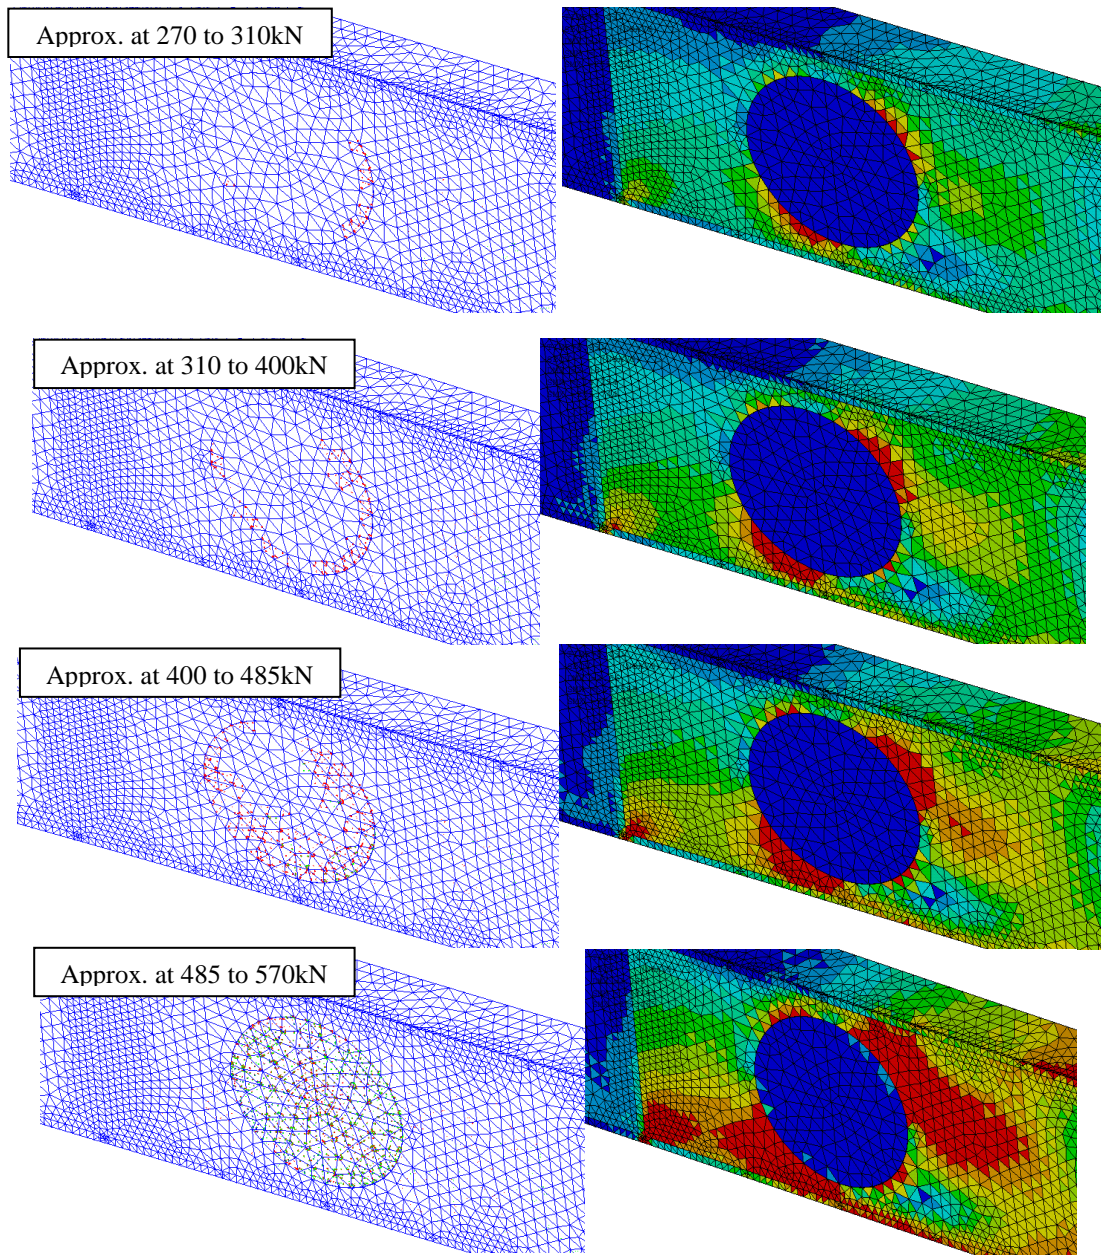 Approx. at 270 to 310kN
Approx. at 310 to 400kN
Approx. at 400 to 485kN
Approx. at 485 to 570kN